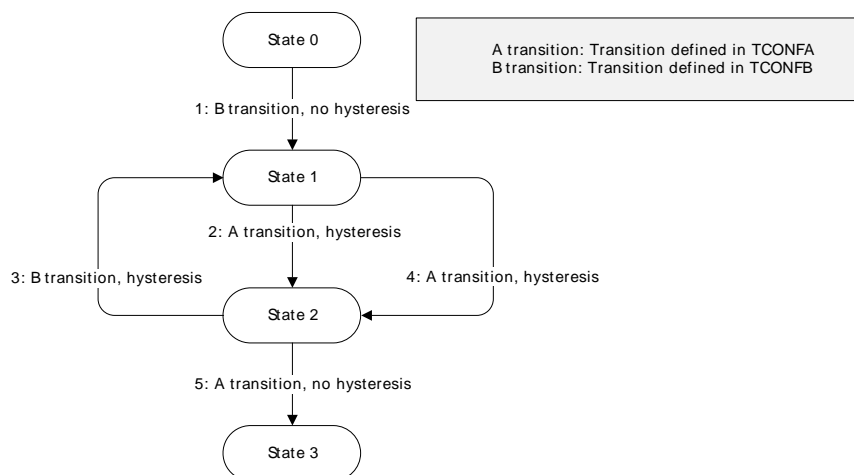 State 0
A transition: Transition defined in TCONFA
B transition: Transition defined in TCONFB
1: B transition, no hysteresis
State 1
2: A transition, hysteresis
3: B transition, hysteresis
4: A transition, hysteresis
State 2
5: A transition, no hysteresis
State 3